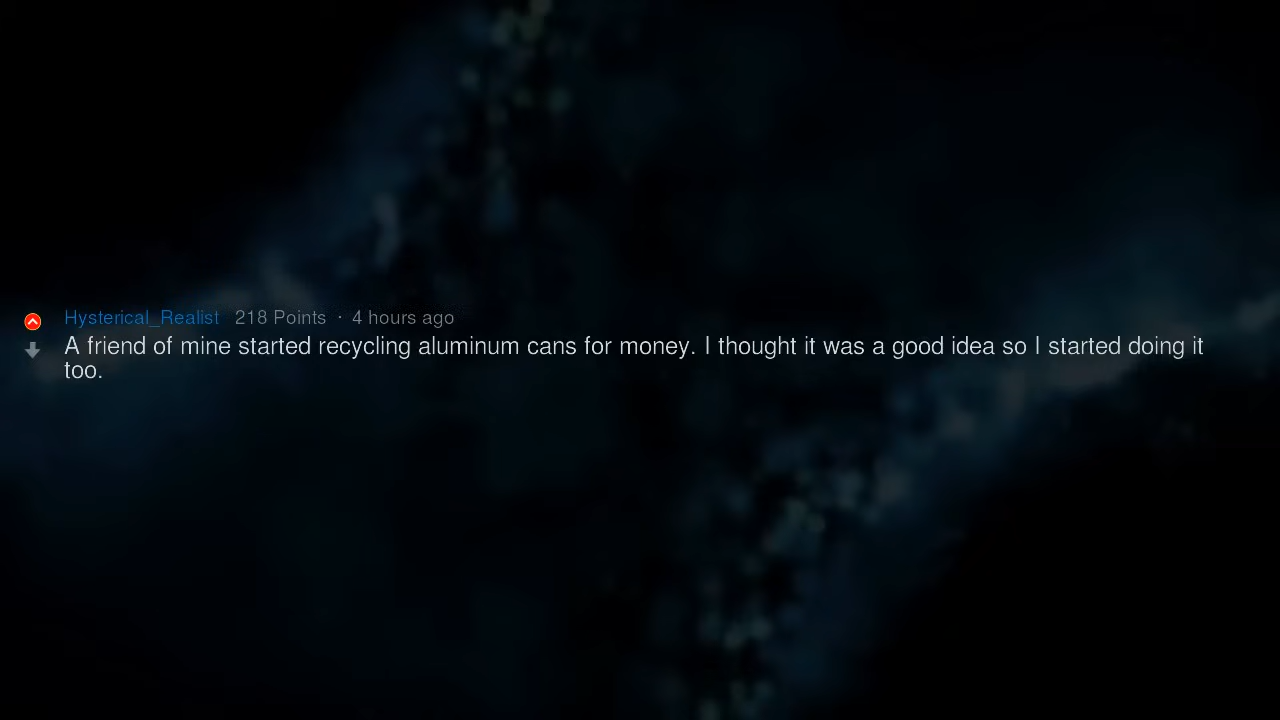 Hysterical_Realist 218 Points · 4 hours ago
A friend of mine started recycling aluminum cans for money. I thought it was a good idea so I started doing it
too.